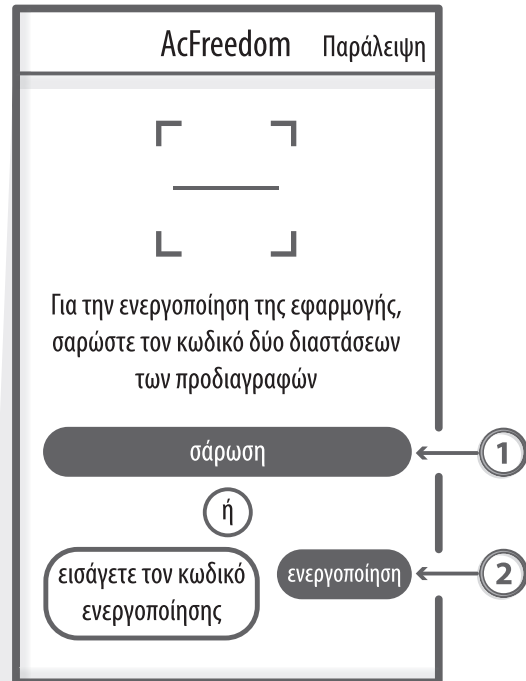 AcFreedom Παράλειψη
Για την ενεργοποίηση της εφαρμογής,
σαρώστε τον κωδικό δύο διαστάσεων
των προδιαγραφών
σάρωση
1
ή
εισάγετε τον κωδικό
ενεργοποίησης
ενεργοποίηση
2